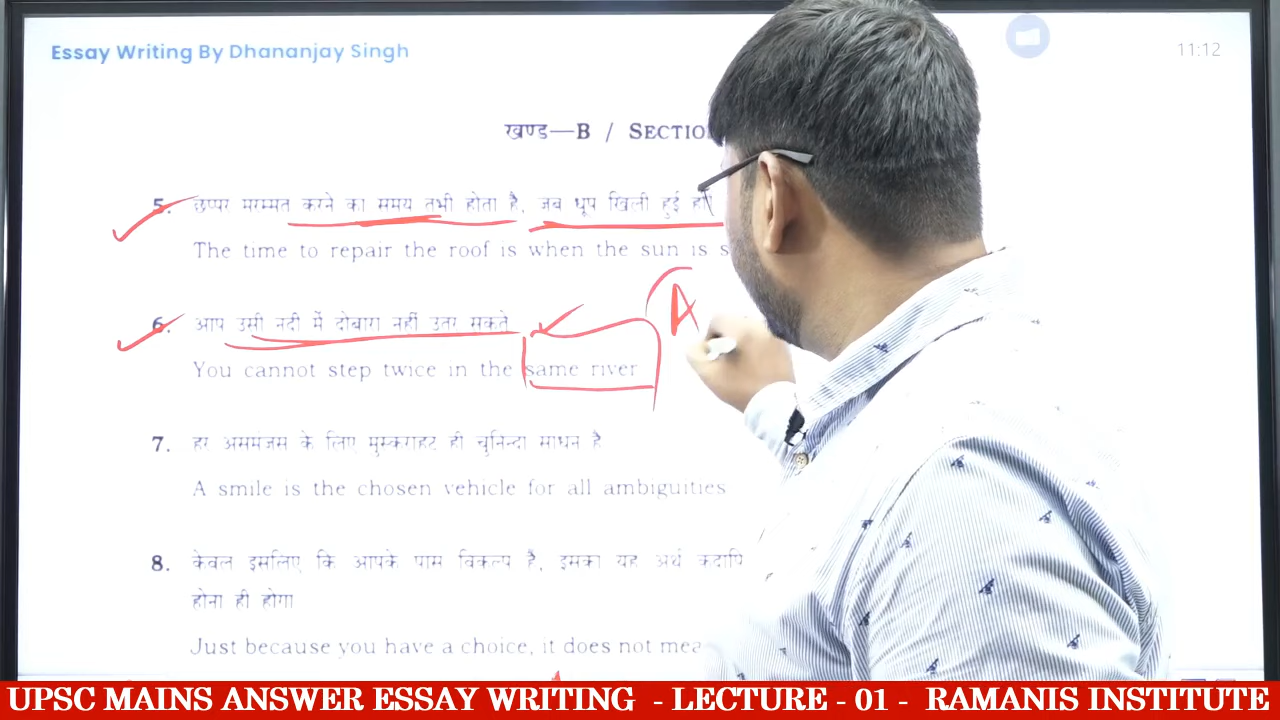 Essay Writing By Dhananjay Singh
11:12
खण्ड—B / SECTIO
5. छप्पर मरम्मत करने का समय तभी होता है, जब धूप खिली हुई हो
The time to repair the roof is when the sun is s
6. आप उसी नदी में दोबारा नहीं उतर सकते
A
You cannot step twice in the same river
7. हर असमंजस के लिए मुस्कराहट ही चुनिन्दा साधन है
A smile is the chosen vehicle for all ambiguities
8. केवल इसलिए कि आपके पास विकल्प है, इसका यह अर्थ कदापि
होना ही होगा
Just because you have a choice, it does not mea
UPSC MAINS ANSWER ESSAY WRITING - LECTURE - 01 - RAMANIS INSTITUTE